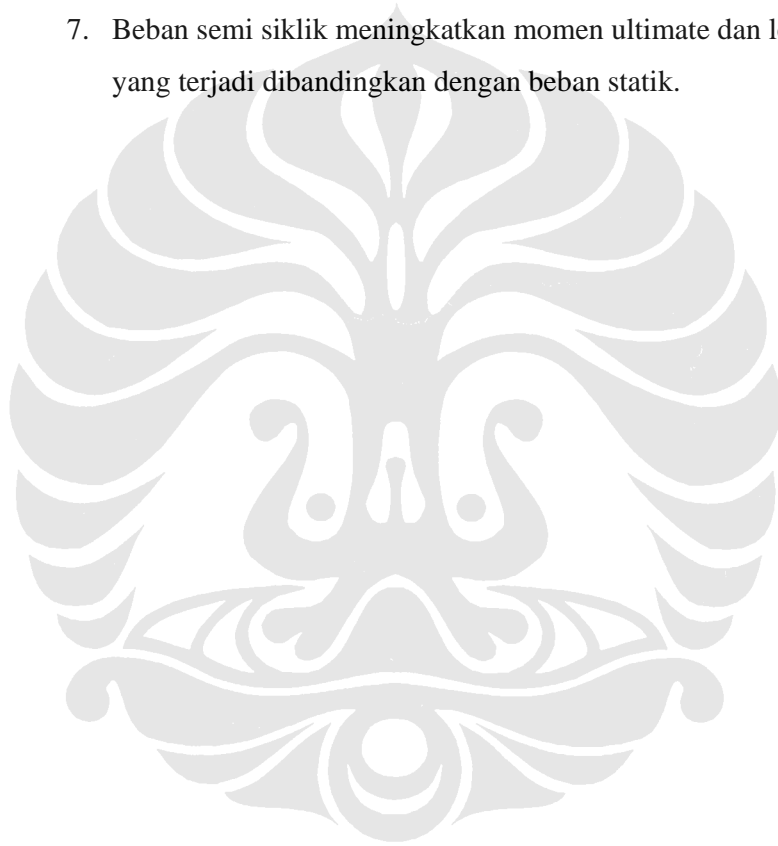 7. Beban semi siklik meningkatkan momen ultimate dan
yang terjadi dibandingkan dengan beban statik.